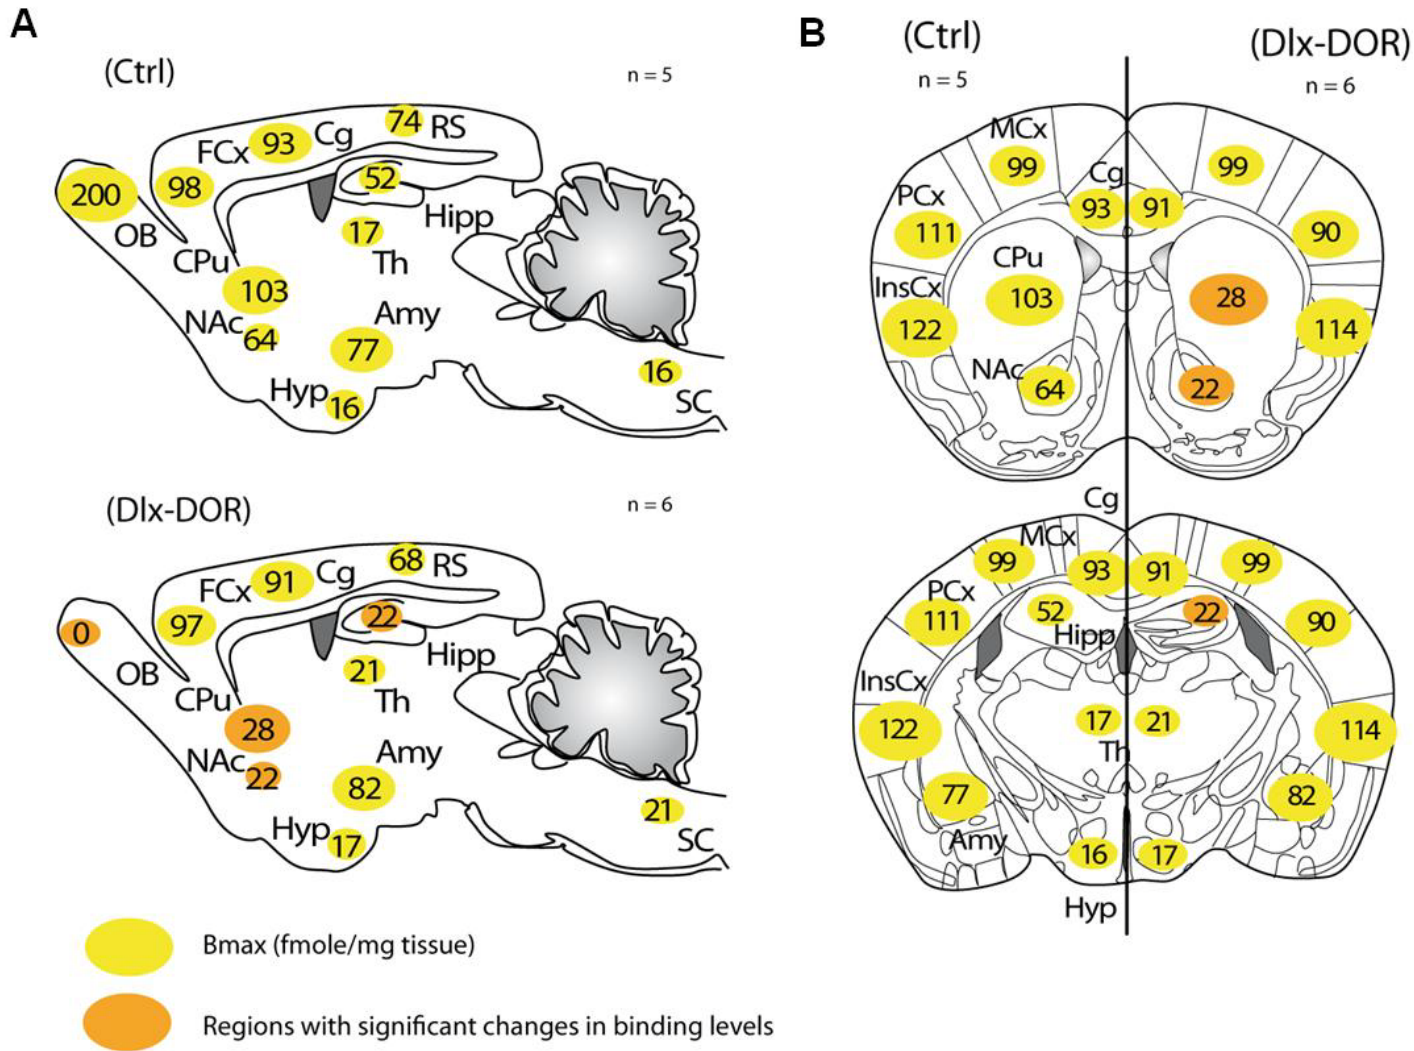 A
(Ctrl)
n = 5
74 RS
93 Cg
FCx
98
52
200
Hipp
17
OB
CPu
Th
103
NAc
64
Amy
77
16
Hyp 16
SC
(Dlx-DOR)
n = 6
68 RS
91 Cg
FCx
97
22
0
Hipp
21
OB
CPu
Th
28
NAc
22
Amy
82
21
Hyp 17
SC
Bmax (fmole/mg tissue)
Regions with significant changes in binding levels
B
(Ctrl)
(Dlx-DOR)
n = 5
n = 6
MCx
99
99
Cg
PCx
93
91
111
90
CPu
InsCx
103
28
122
114
NAc
64
22
Cg
MCx
99
93
91
99
PCx
111
52
22
90
Hipp
InsCx
122
17
21
114
Th
77
82
Amy
16
17
Hyp